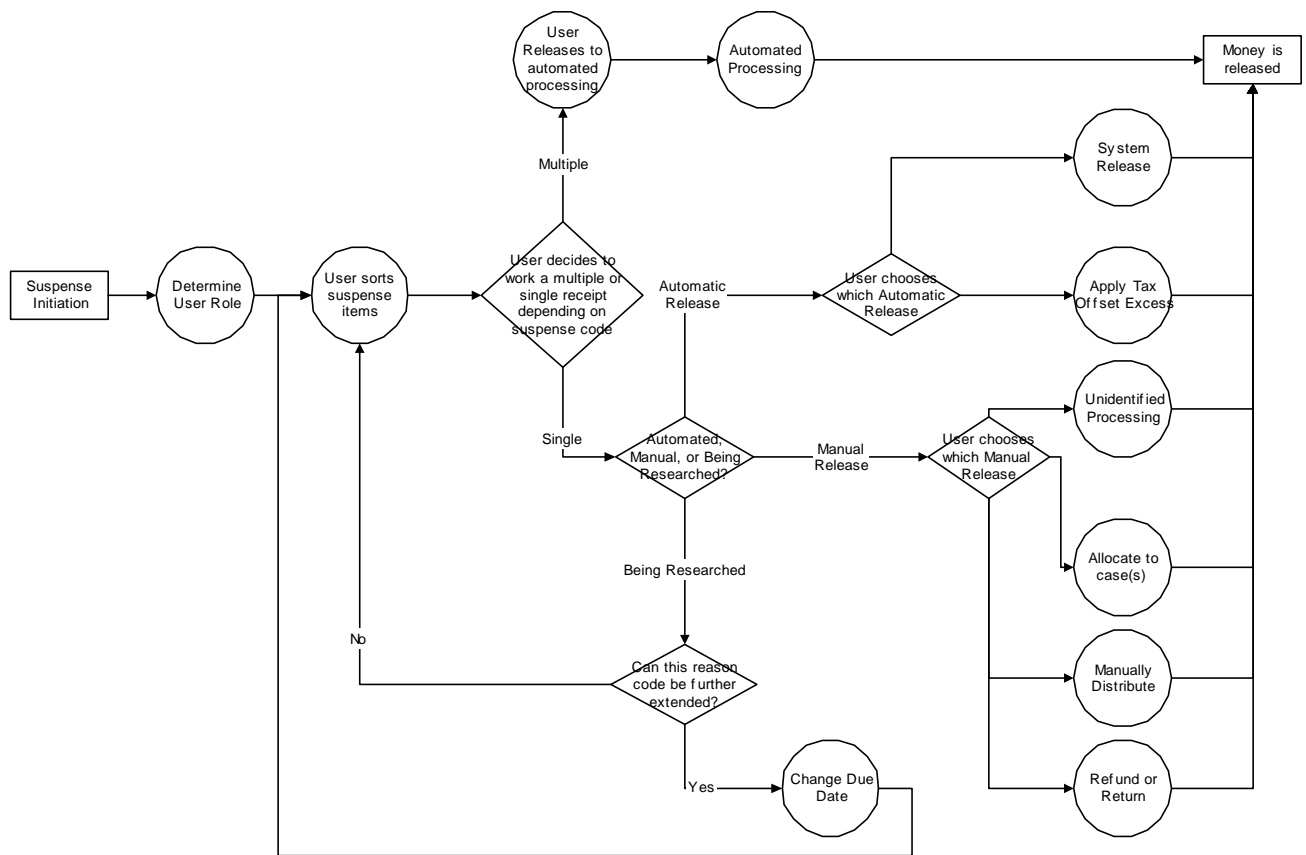 User
Releases to
automated
processing
Automated
Processing
Money is
released
Multiple
System
Release
Suspense
Initiation
Determine
User Role
User sorts
suspense
items
User decides to
work a multiple or
single receipt
depending on
suspense code
Automatic
Release
User chooses
which Automatic
Release
Apply Tax
Offset Excess
Single
Automated,
Manual, or Being
Researched?
Manual
Release
User chooses
which Manual
Release
Unidentified
Processing
Being Researched
Allocate to
case(s)
No
Can this reason
code be further
extended?
Manually
Distribute
Yes
Change Due
Date
Refund or
Return